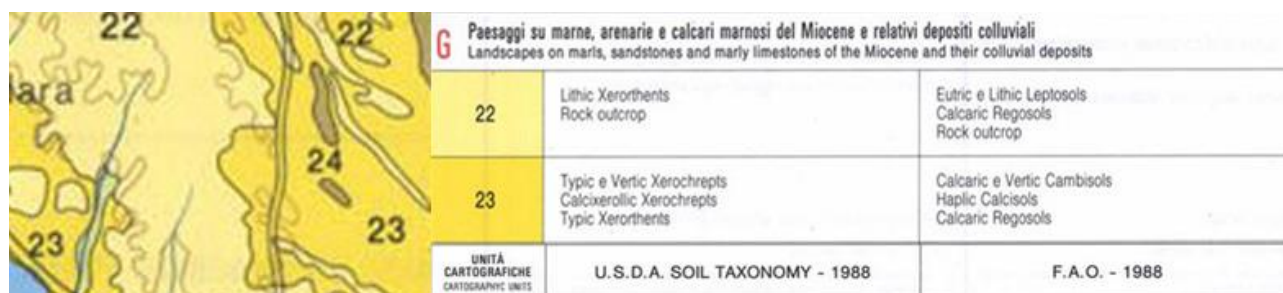 22
22
ara
24
23
23
G Paesaggi su marne, arenarie e calcari marnosi del Miocene e relativi depositi colluviali
Landscapes on marls, sandstones and marly limestones of the Miocene and their colluvial deposits
22
Lithic Xerorthents
Rock outcrop
Eutric e Lithic Leptosols
Calcaric Regosols
Rock outcrop
23
Typic e Vertic Xerochrepts
Calcixerollic Xerochrepts
Typic Xerorthents
Calcaric e Vertic Cambisols
Haplic Calcisols
Calcaric Regosols
UNITÀ
CARTOGRAFICHE
CARTOGRAPHYC UNITS
U.S.D.A. SOIL TAXONOMY - 1988
F.A.O. - 1988